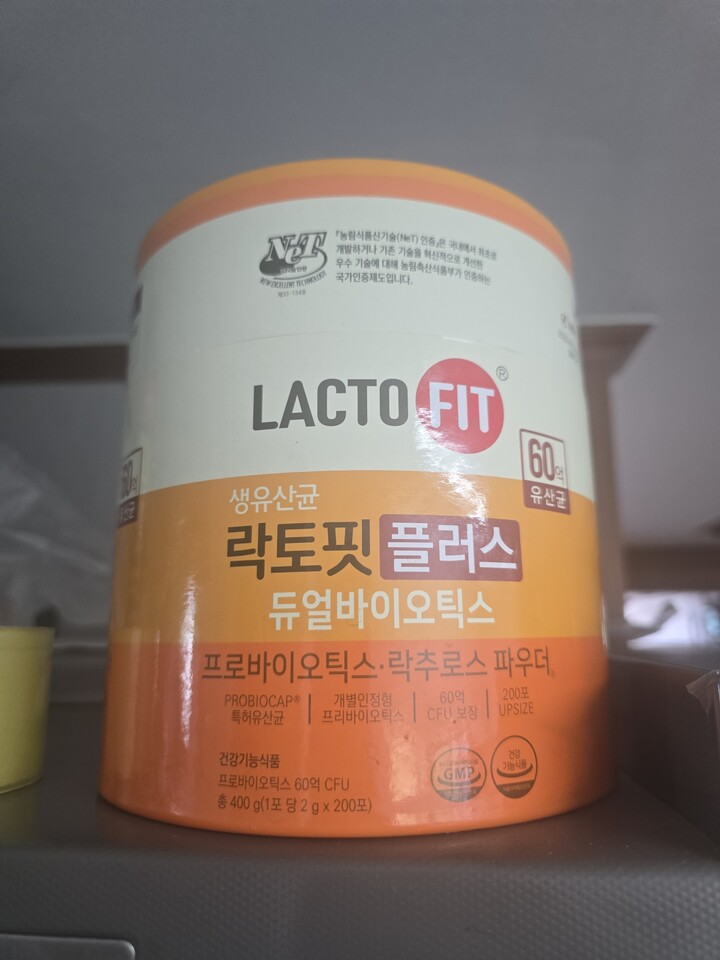 NeT
NEW EXCELLENT TECHNOLOGY
『농림식품신기술(NeT) 인증』은 국내에서 최초로
개발하거나 기존 기술을 혁신적으로 개선한
우수 기술에 대해 농림축산식품부가 인증하는
국가인증제도입니다.
LACTO FIT®
60억
유산균
생유산균
락토핏 플러스
듀얼바이오틱스
프로바이오틱스·락추로스 파우더
PROBIOCAP® 개별인정형 60억 200포
특허유산균 프리바이오틱스 CFU 보장 UPSIZE
건강기능식품
프로바이오틱스 60억 CFU
총 400 g(1포 당 2 g x 200포)
GMP
건강
기능식품